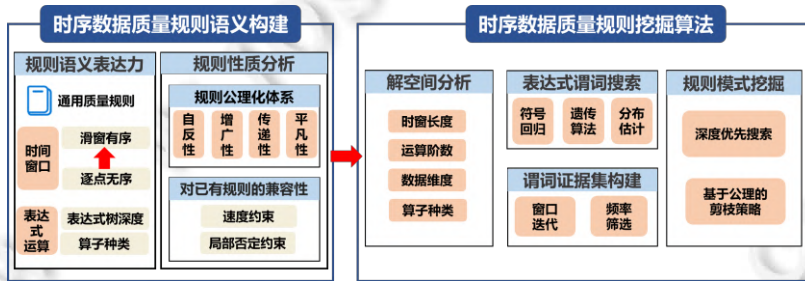 时序数据质量规则语义构建
规则语义表达力
通用质量规则
时间
窗口
滑窗有序
逐点无序
表达
式
运算
表达式树深度
算子种类
规则性质分析
规则公理化体系
自反性
增广性
传递性
平凡性
对已有规则的兼容性
速度约束
局部否定约束
时序数据质量规则挖掘算法
解空间分析
时窗长度
运算阶数
数据维度
算子种类
表达式谓词搜索
符号
回归
遗传
算法
分布
估计
谓词证据集构建
窗口
迭代
频率
筛选
规则模式挖掘
深度优先搜索
基于公理的
剪枝策略